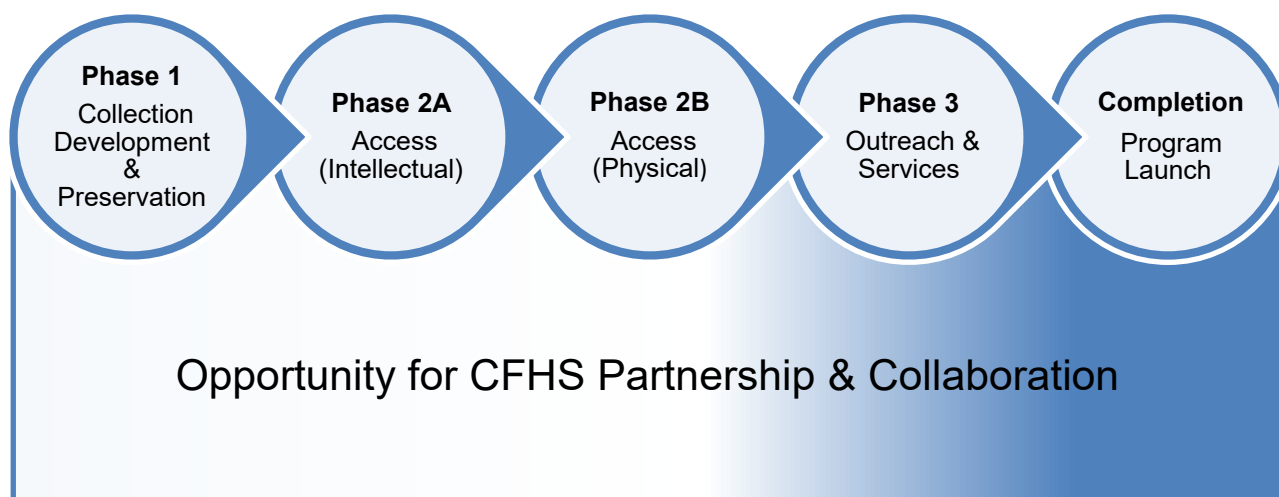 Phase 1
Collection
Development
&
Preservation
Phase 2A
Access
(Intellectual)
Phase 2B
Access
(Physical)
Phase 3
Outreach &
Services
Completion
Program
Launch
Opportunity for CFHS Partnership & Collaboration